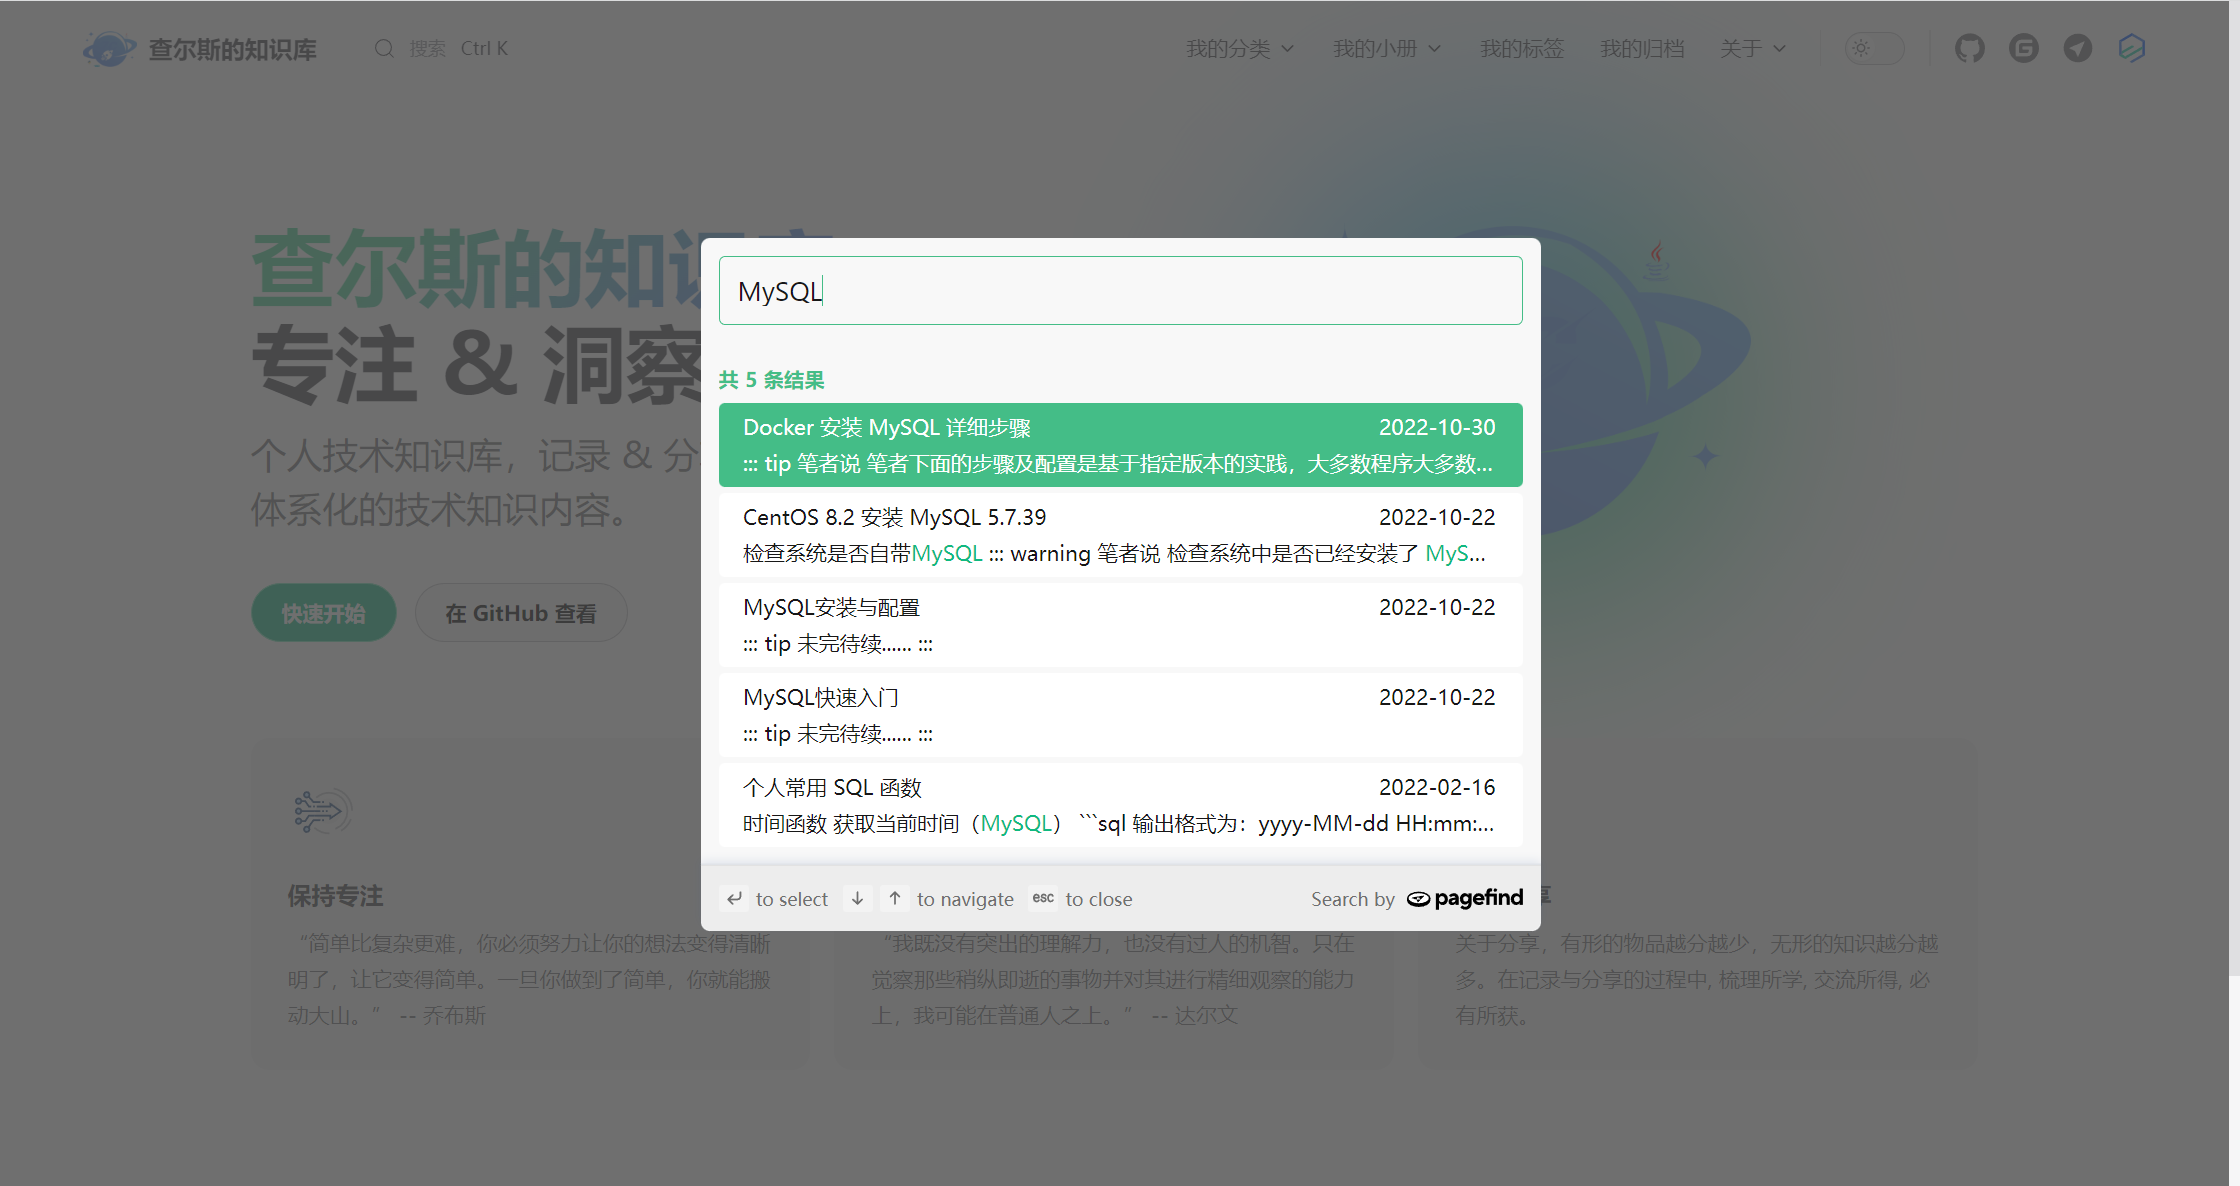 查尔斯的知识库
搜索 Ctrl K
我的分类
我的小册
我的标签
我的归档
关于
查尔斯的知识
专注 & 洞察
个人技术知识库，记录 & 分
体系化的技术知识内容。
快速开始
在 GitHub 查看
MySQL
共 5 条结果
Docker 安装 MySQL 详细步骤 2022-10-30
::: tip 笔者说 笔者下面的步骤及配置是基于指定版本的实践，大多数程序大多数...
CentOS 8.2 安装 MySQL 5.7.39 2022-10-22
检查系统是否自带MySQL ::: warning 笔者说 检查系统中是否已经安装了 MyS...
MySQL安装与配置 2022-10-22
::: tip 未完待续...... :::
MySQL快速入门 2022-10-22
::: tip 未完待续...... :::
个人常用 SQL 函数 2022-02-16
时间函数 获取当前时间（MySQL） ```sql 输出格式为：yyyy-MM-dd HH:mm:...
to select
to navigate
esc to close
Search by pagefind
保持专注
“简单比复杂更难，你必须努力让你的想法变得清晰
明了，让它变得简单。一旦你做到了简单，你就能搬
动大山。” -- 乔布斯
“我既没有突出的理解力，也没有过人的机智。只在
觉察那些稍纵即逝的事物并对其进行精细观察的能力
上，我可能在普通人之上。” -- 达尔文
享
关于分享，有形的物品越分越少，无形的知识越分越
多。在记录与分享的过程中, 梳理所学, 交流所得, 必
有所获。